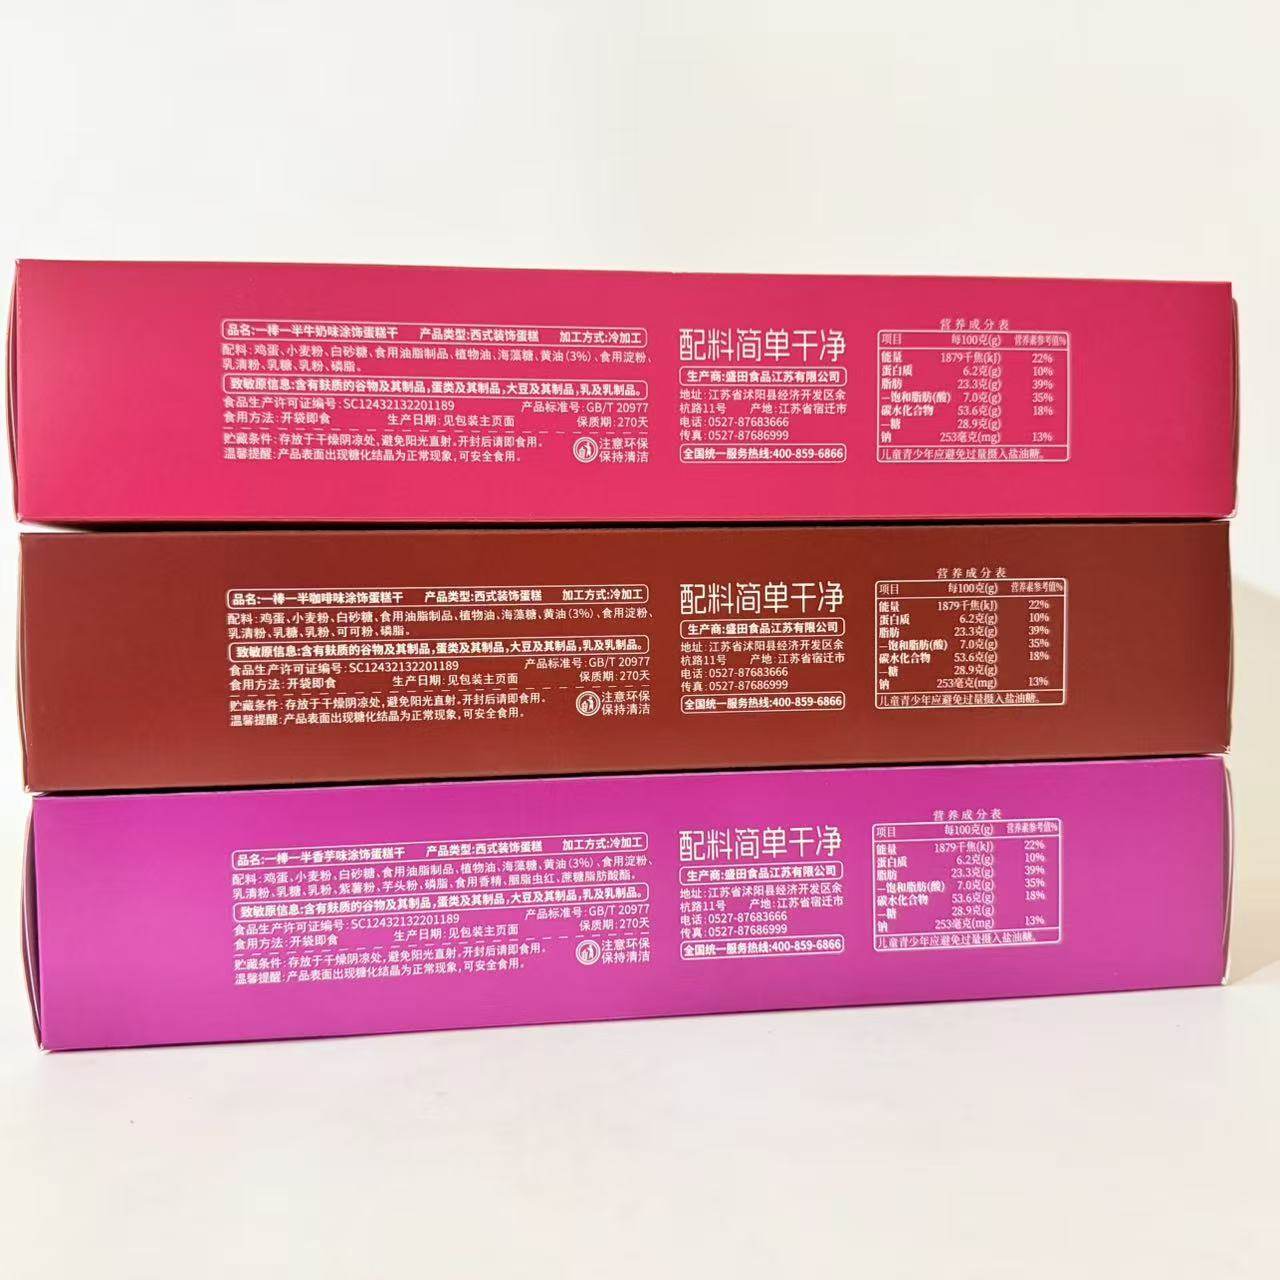 品名:一棒一半牛奶味涂饰蛋糕干 产品类型:西式装饰蛋糕 加工方式:冷加工
配料:鸡蛋、小麦粉、白砂糖、食用油脂制品、植物油、海藻糖、黄油(3%)、食用淀粉、
乳清粉、乳糖、乳粉、磷脂。
致敏原信息:含有麸质的谷物及其制品,蛋类及其制品,大豆及其制品,乳及乳制品。
食品生产许可证编号:SC12432132201189 产品标准号:GB/T 20977
食用方法:开袋即食 生产日期:见包装主页面 保质期:270天
贮藏条件:存放于干燥阴凉处,避免阳光直射。开封后请即食用。
温馨提醒:产品表面出现糖化结晶为正常现象,可安全食用。
注意环保
保持清洁
配料简单干净
生产商:盛田食品江苏有限公司
地址:江苏省沭阳县经济开发区余
杭路11号 产地:江苏省宿迁市
电话:0527-87683666
传真:0527-87686999
全国统一服务热线:400-859-6866
营养成分表
项目 每100克(g) 营养素参考值%
能量 1879千焦(kJ) 22%
蛋白质 6.2克(g) 10%
脂肪 23.3克(g) 39%
—饱和脂肪(酸) 7.0克(g) 35%
碳水化合物 53.6克(g) 18%
—糖 28.9克(g)
钠 253毫克(mg) 13%
儿童青少年应避免过量摄入盐油糖。
品名:一棒一半咖啡味涂饰蛋糕干 产品类型:西式装饰蛋糕 加工方式:冷加工
配料:鸡蛋、小麦粉、白砂糖、食用油脂制品、植物油、海藻糖、黄油(3%)、食用淀粉、
乳清粉、乳糖、乳粉、可可粉、磷脂。
致敏原信息:含有麸质的谷物及其制品,蛋类及其制品,大豆及其制品,乳及乳制品。
食品生产许可证编号:SC12432132201189 产品标准号:GB/T 20977
食用方法:开袋即食 生产日期:见包装主页面 保质期:270天
贮藏条件:存放于干燥阴凉处,避免阳光直射。开封后请即食用。
温馨提醒:产品表面出现糖化结晶为正常现象,可安全食用。
注意环保
保持清洁
配料简单干净
生产商:盛田食品江苏有限公司
地址:江苏省沭阳县经济开发区余
杭路11号 产地:江苏省宿迁市
电话:0527-87683666
传真:0527-87686999
全国统一服务热线:400-859-6866
营养成分表
项目 每100克(g) 营养素参考值%
能量 1879千焦(kJ) 22%
蛋白质 6.2克(g) 10%
脂肪 23.3克(g) 39%
—饱和脂肪(酸) 7.0克(g) 35%
碳水化合物 53.6克(g) 18%
—糖 28.9克(g)
钠 253毫克(mg) 13%
儿童青少年应避免过量摄入盐油糖。
品名:一棒一半香芋味涂饰蛋糕干 产品类型:西式装饰蛋糕 加工方式:冷加工
配料:鸡蛋、小麦粉、白砂糖、食用油脂制品、植物油、海藻糖、黄油(3%)、食用淀粉、
乳清粉、乳糖、乳粉、紫薯粉、芋头粉、磷脂、食用香精、胭脂虫红、蔗糖脂肪酸酯。
致敏原信息:含有麸质的谷物及其制品,蛋类及其制品,大豆及其制品,乳及乳制品。
食品生产许可证编号:SC12432132201189 产品标准号:GB/T 20977
食用方法:开袋即食 生产日期:见包装主页面 保质期:270天
贮藏条件:存放于干燥阴凉处,避免阳光直射。开封后请即食用。
温馨提醒:产品表面出现糖化结晶为正常现象,可安全食用。
注意环保
保持清洁
配料简单干净
生产商:盛田食品江苏有限公司
地址:江苏省沭阳县经济开发区余
杭路11号 产地:江苏省宿迁市
电话:0527-87683666
传真:0527-87686999
全国统一服务热线:400-859-6866
营养成分表
项目 每100克(g) 营养素参考值%
能量 1879千焦(kJ) 22%
蛋白质 6.2克(g) 10%
脂肪 23.3克(g) 39%
—饱和脂肪(酸) 7.0克(g) 35%
碳水化合物 53.6克(g) 18%
—糖 28.9克(g)
钠 253毫克(mg) 13%
儿童青少年应避免过量摄入盐油糖。